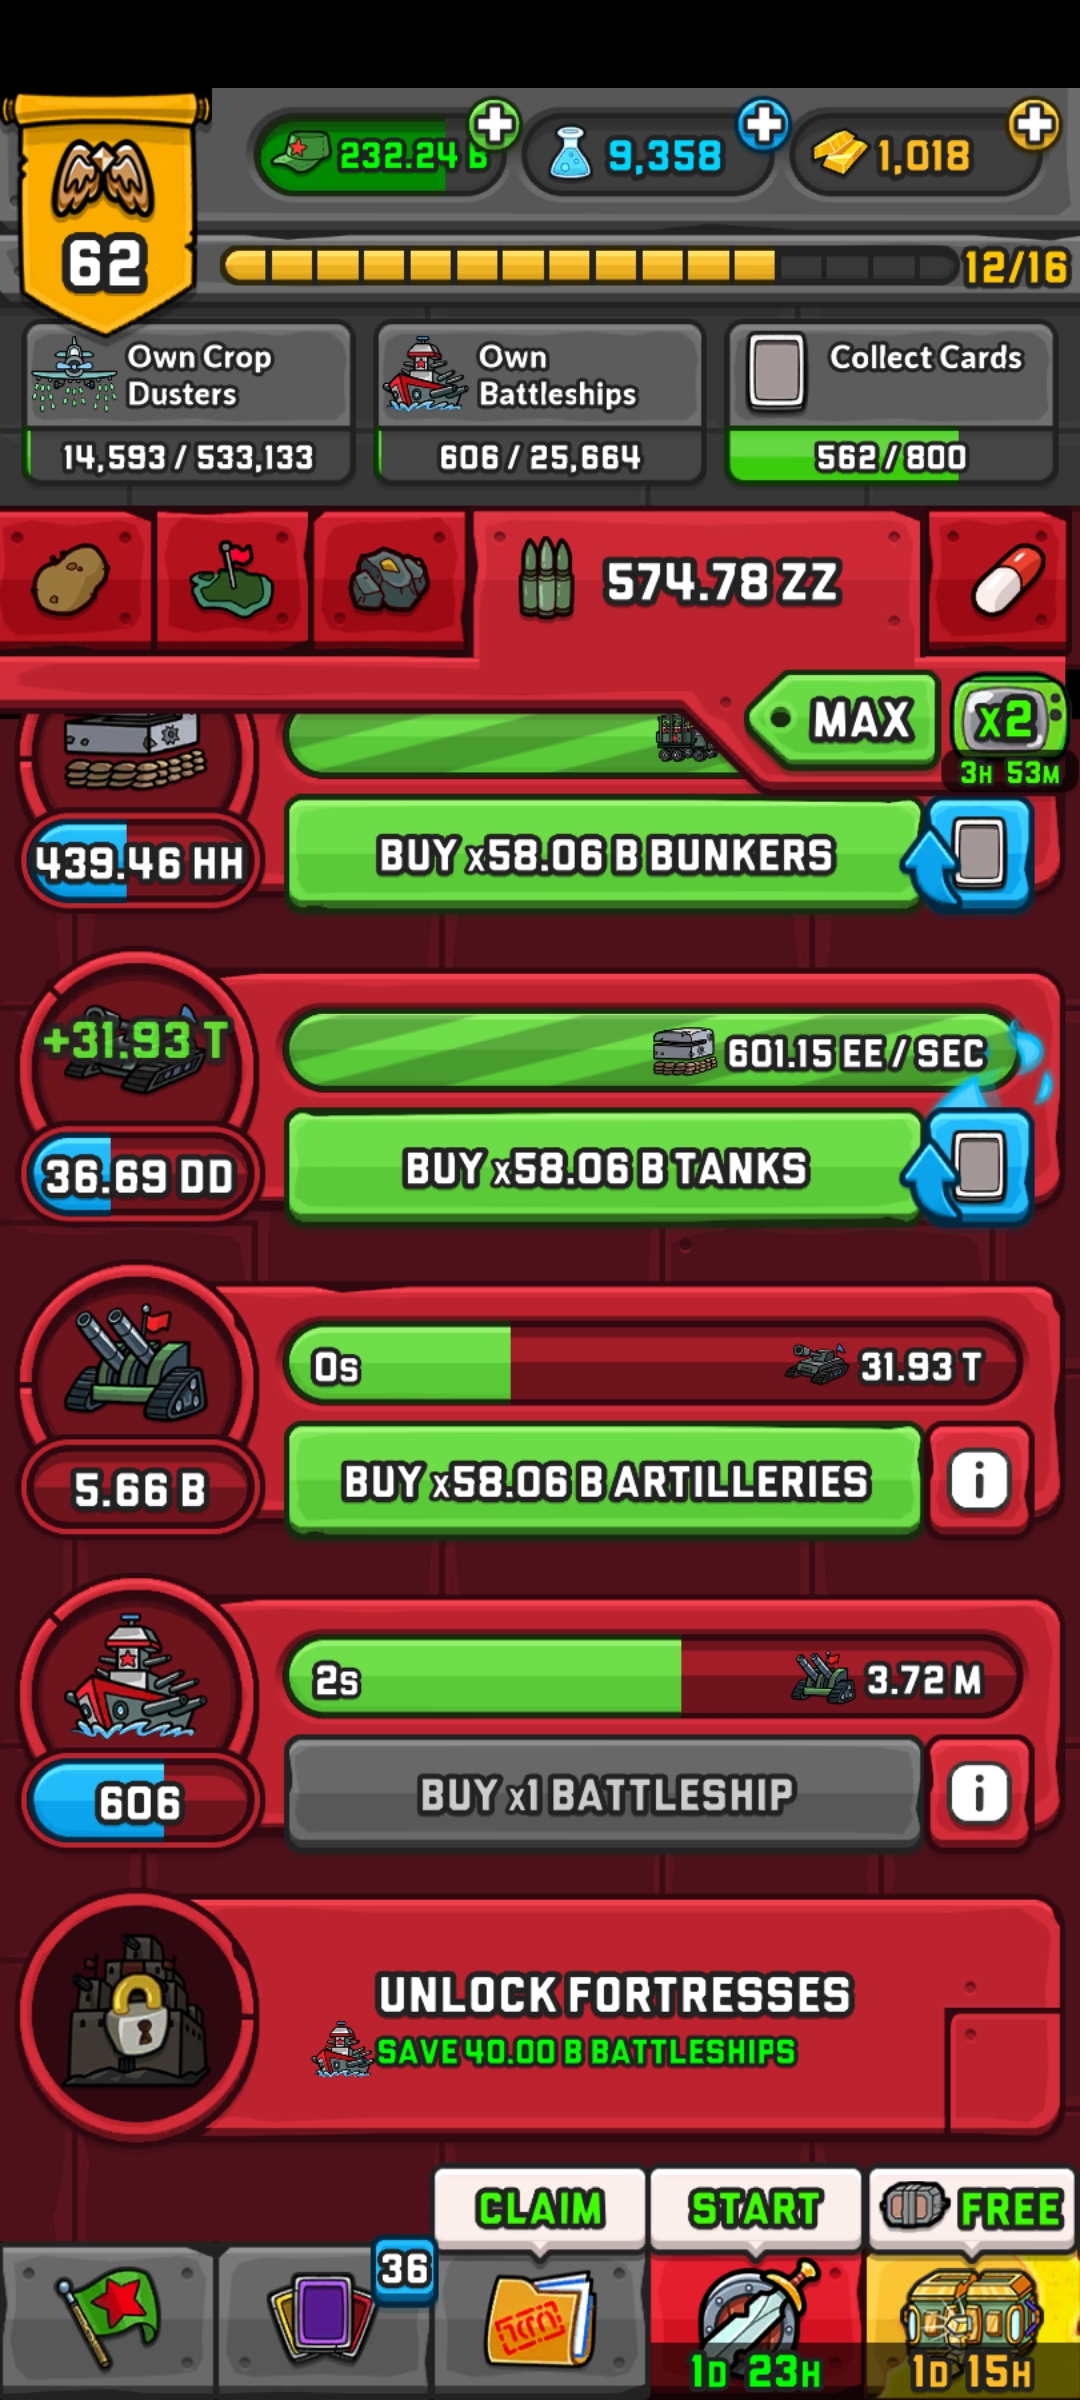 62
232.24 B
9,358
1,018
12/16
Own Crop
Dusters
14,593 / 533,133
Own
Battleships
606 / 25,664
Collect Cards
562 / 800
574.78 ZZ
MAX
x2
3H 53M
439.46 HH
BUY x58.06 B BUNKERS
+31.93 T
601.15 EE / SEC
36.69 DD
BUY x58.06 B TANKS
0s
31.93 T
5.66 B
BUY x58.06 B ARTILLERIES
i
2s
3.72 M
606
BUY x1 BATTLESHIP
i
UNLOCK FORTRESSES
SAVE 40.00 B BATTLESHIPS
CLAIM
START
FREE
36
1D 23H
1D 15H